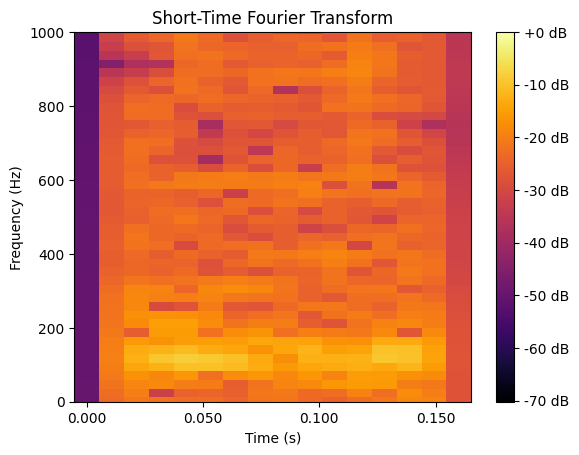 Short-Time Fourier Transform
1000
800
600
400
200
0
Frequency (Hz)
0.000
0.050
0.100
0.150
Time (s)
+0 dB
-10 dB
-20 dB
-30 dB
-40 dB
-50 dB
-60 dB
-70 dB